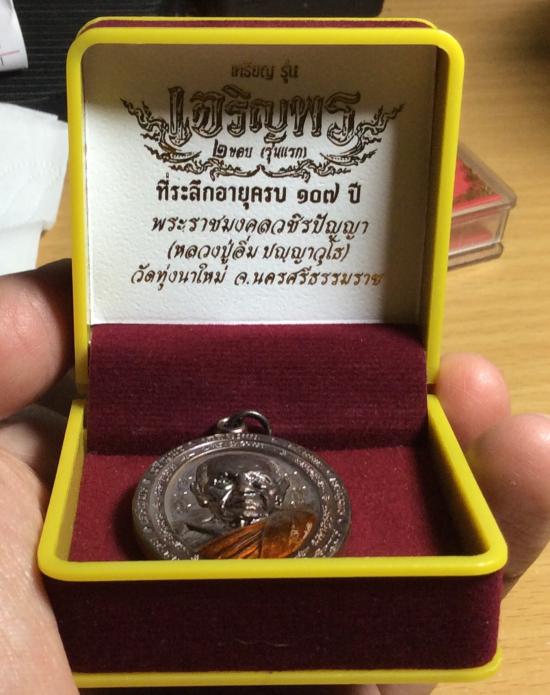 เหรียญ รุ่น
เจริญพร
๒ ขอบ (รุ่นแรก)
ที่ระลึกอายุครบ ๑๐๗ ปี
พระราชมงคลวชิรปัญญา
(หลวงปู่อิ่ม ปญฺญาวุโธ)
วัดทุ่งนาใหม่ จ.นครศรีธรรมราช